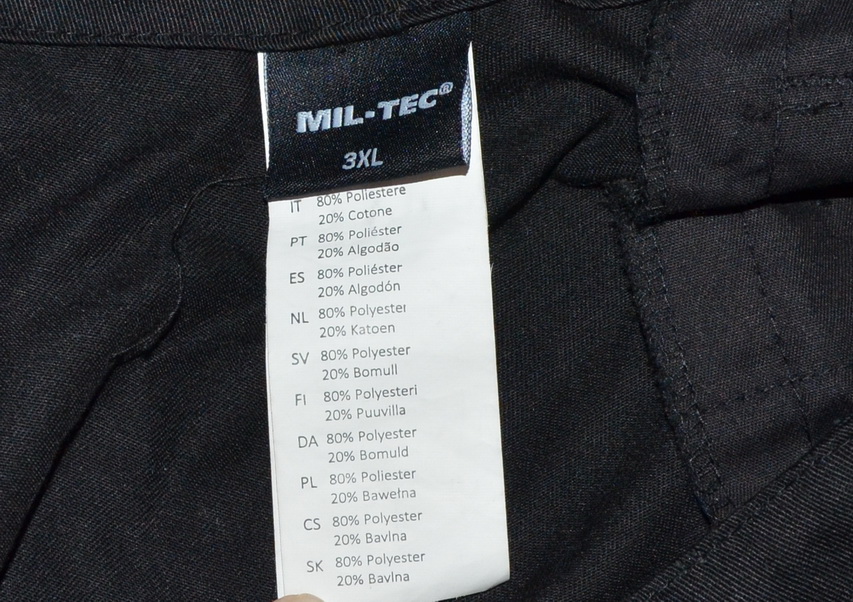 MIL-TEC®
3XL
IT 80% Poliestere
20% Cotone
PT 80% Poliéster
20% Algodão
ES 80% Poliéster
20% Algodón
NL 80% Polyester
20% Katoen
SV 80% Polyester
20% Bomull
FI 80% Polyesteri
20% Puuvilla
DA 80% Polyester
20% Bomuld
PL 80% Poliester
20% Bawełna
CS 80% Polyester
20% Bavlna
SK 80% Polyester
20% Bavlna